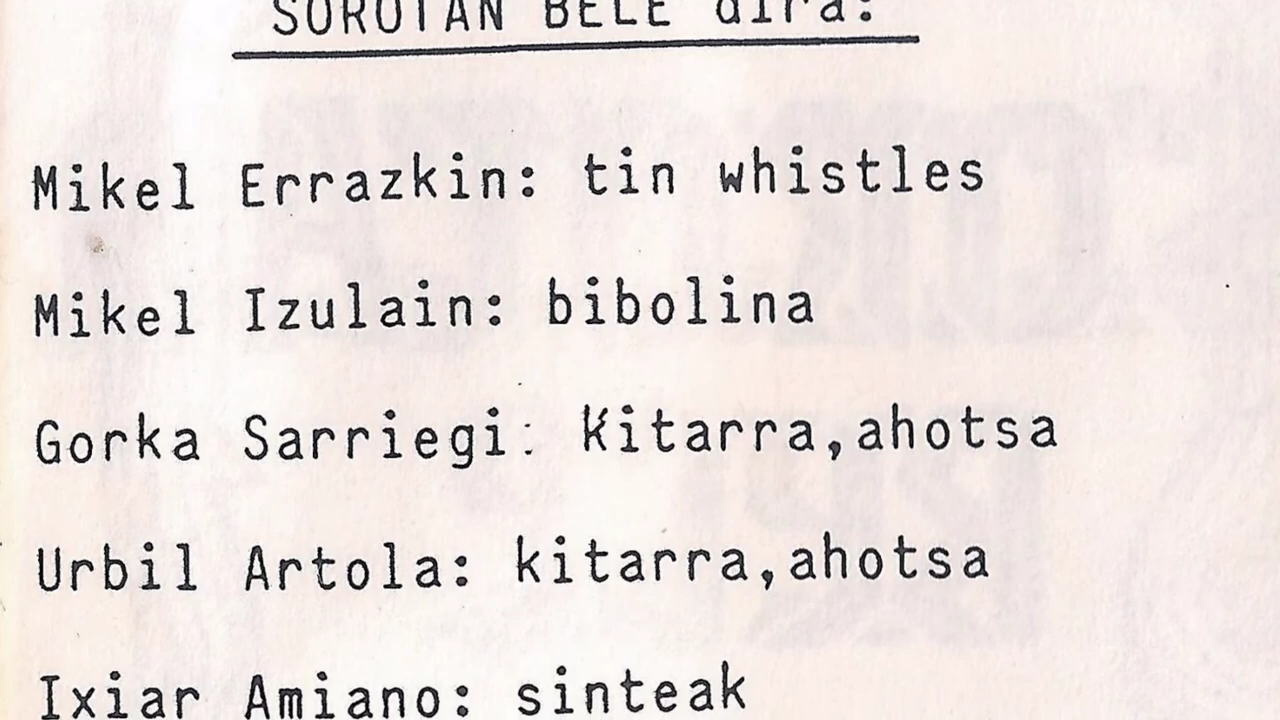 SOROTAN BELE dira:
Mikel Errazkin: tin whistles
Mikel Izulain: bibolina
Gorka Sarriegi: Kitarra,ahotsa
Urbil Artola: kitarra,ahotsa
Ixiar Amiano: sinteak